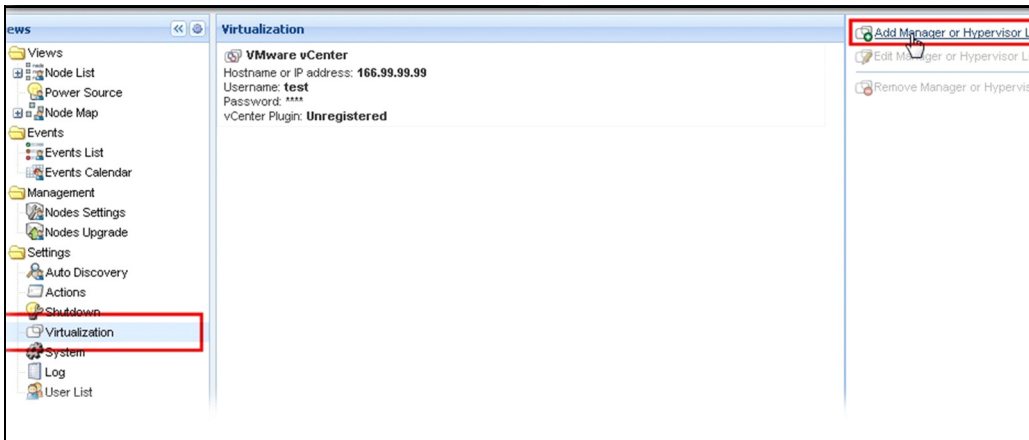 ews
Views
Node List
Power Source
Node Map
Events
Events List
Events Calendar
Management
Nodes Settings
Nodes Upgrade
Settings
Auto Discovery
Actions
Shutdown
Virtualization
System
Log
User List
Virtualization
VMware vCenter
Hostname or IP address: 166.99.99.99
Username: test
Password: ****
vCenter Plugin: Unregistered
Add Manager or Hypervisor L
Edit Manager or Hypervisor L
Remove Manager or Hypervis